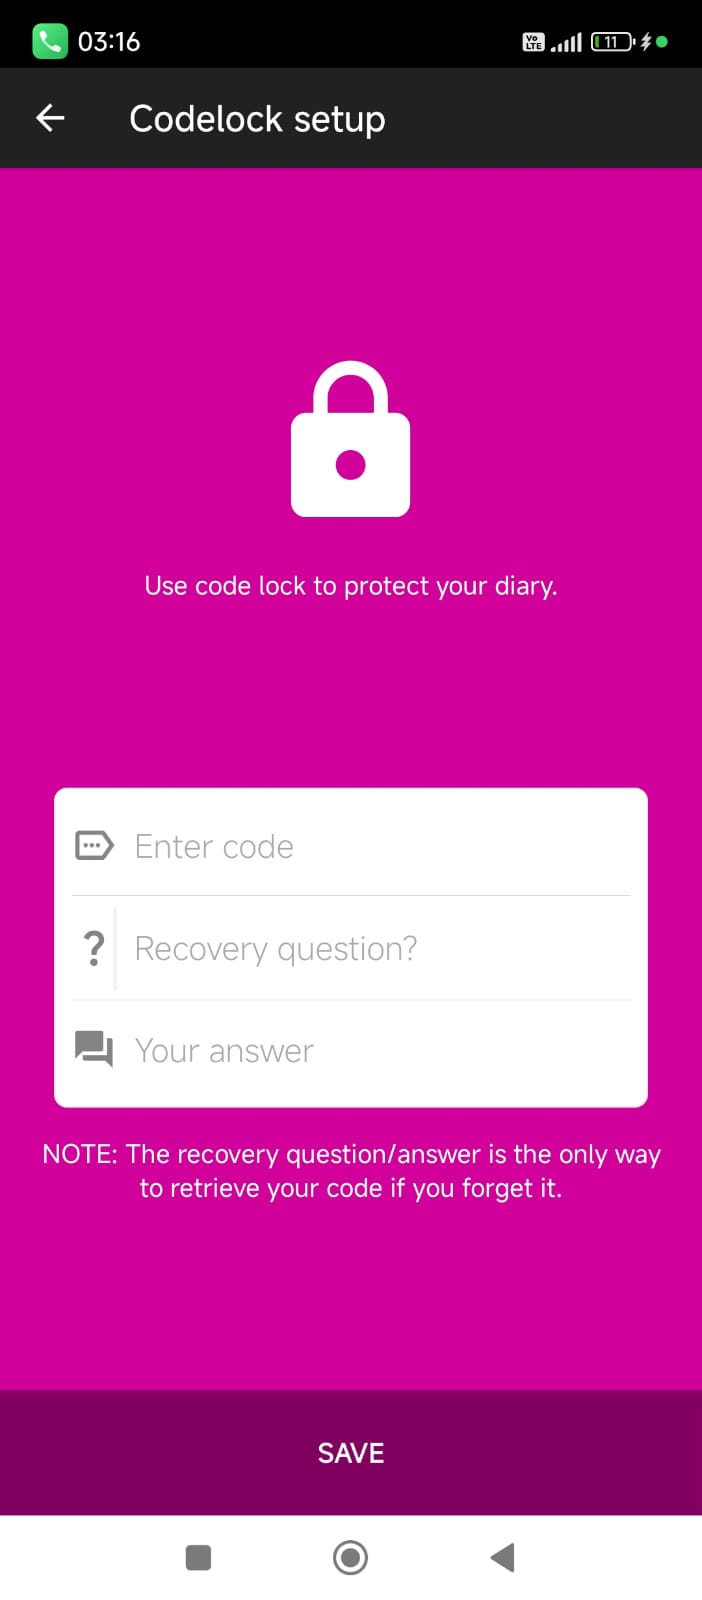 03:16
Vo
LTE
11
Codelock setup
Use code lock to protect your diary.
Enter code
? Recovery question?
Your answer
NOTE: The recovery question/answer is the only way
to retrieve your code if you forget it.
SAVE